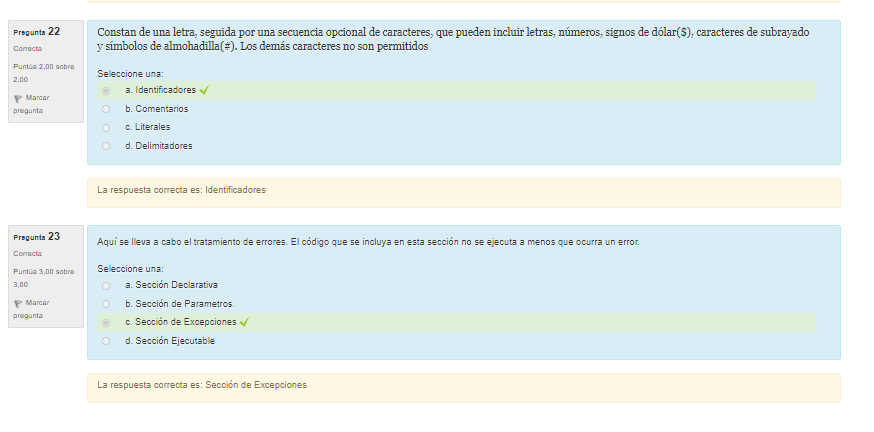 Pregunta 22
Correcta
Puntúa 2,00 sobre
2,00
Marcar
pregunta
Constan de una letra, seguida por una secuencia opcional de caracteres, que pueden incluir letras, números, signos de dólar($), caracteres de subrayado
y símbolos de almohadilla(#). Los demás caracteres no son permitidos
Seleccione una:
a. Identificadores
b. Comentarios
c. Literales
d. Delimitadores
La respuesta correcta es: Identificadores
Pregunta 23
Correcta
Puntúa 3,00 sobre
3,00
Marcar
pregunta
Aquí se lleva a cabo el tratamiento de errores. El código que se incluya en esta sección no se ejecuta a menos que ocurra un error.
Seleccione una:
a. Sección Declarativa
b. Sección de Parametros.
c. Sección de Excepciones
d. Sección Ejecutable
La respuesta correcta es: Sección de Excepciones